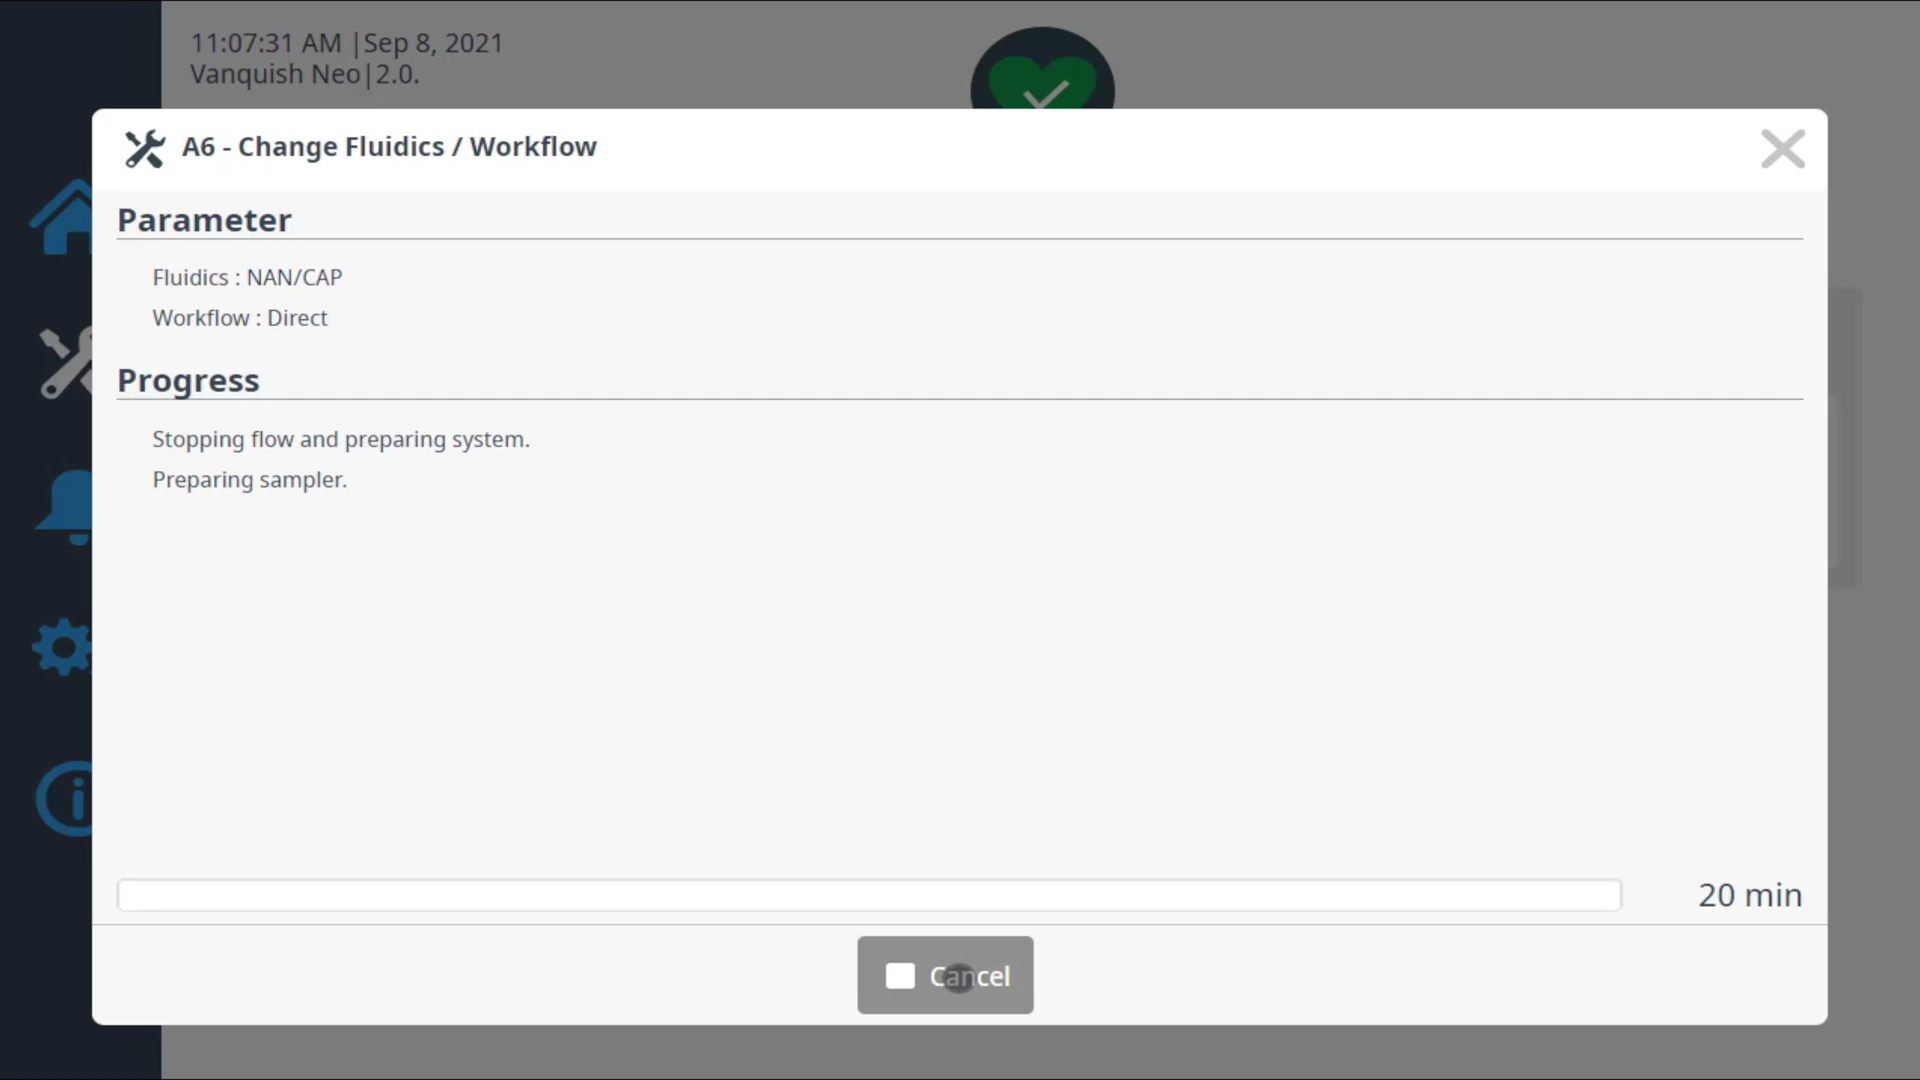 11:07:31 AM |Sep 8, 2021
Vanquish Neo|2.0.
A6 - Change Fluidics / Workflow
Parameter
Fluidics : NAN/CAP
Workflow : Direct
Progress
Stopping flow and preparing system.
Preparing sampler.
20 min
Cancel